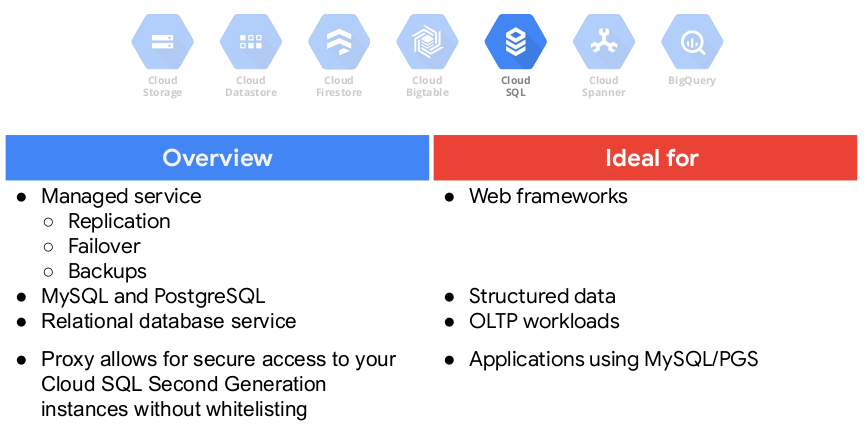 Cloud Storage
Cloud Datastore
Cloud Firestore
Cloud Bigtable
Cloud SQL
Cloud Spanner
BigQuery
Overview
● Managed service
○ Replication
○ Failover
○ Backups
● MySQL and PostgreSQL
● Relational database service
● Proxy allows for secure access to your
Cloud SQL Second Generation
instances without whitelisting
Ideal for
● Web frameworks
● Structured data
● OLTP workloads
● Applications using MySQL/PGS